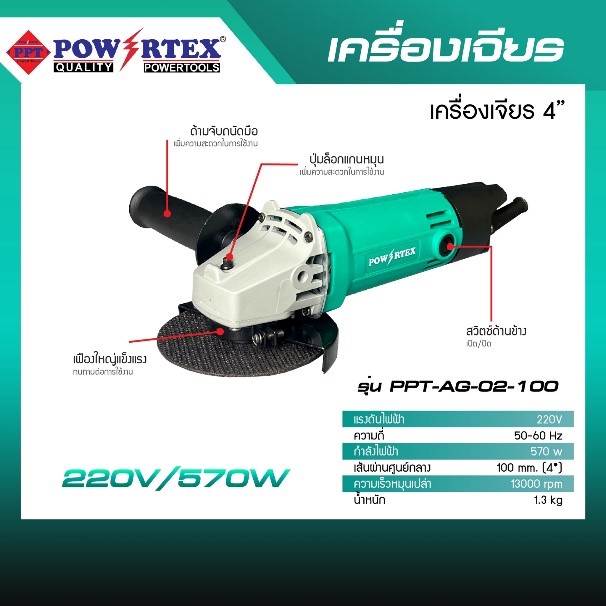 PPT POWERTEX®
QUALITY POWERTOOLS
เครื่องเจียร
เครื่องเจียร 4”
ด้ามจับถนัดมือ
เพิ่มความสะดวกในการใช้งาน
ปุ่มล็อกแกนหมุน
เพิ่มความสะดวกในการใช้งาน
POWERTEX
สวิตซ์ด้านข้าง
เปิด/ปิด
เฟืองใหญ่แข็งแรง
ทนทานต่อการใช้งาน
รุ่น PPT-AG-02-100
แรงดันไฟฟ้า 220V
ความถี่ 50-60 Hz
กำลังไฟฟ้า 570 w
เส้นผ่านศูนย์กลาง 100 mm. (4")
ความเร็วหมุนเปล่า 13000 rpm
น้ำหนัก 1.3 kg
220V/570W